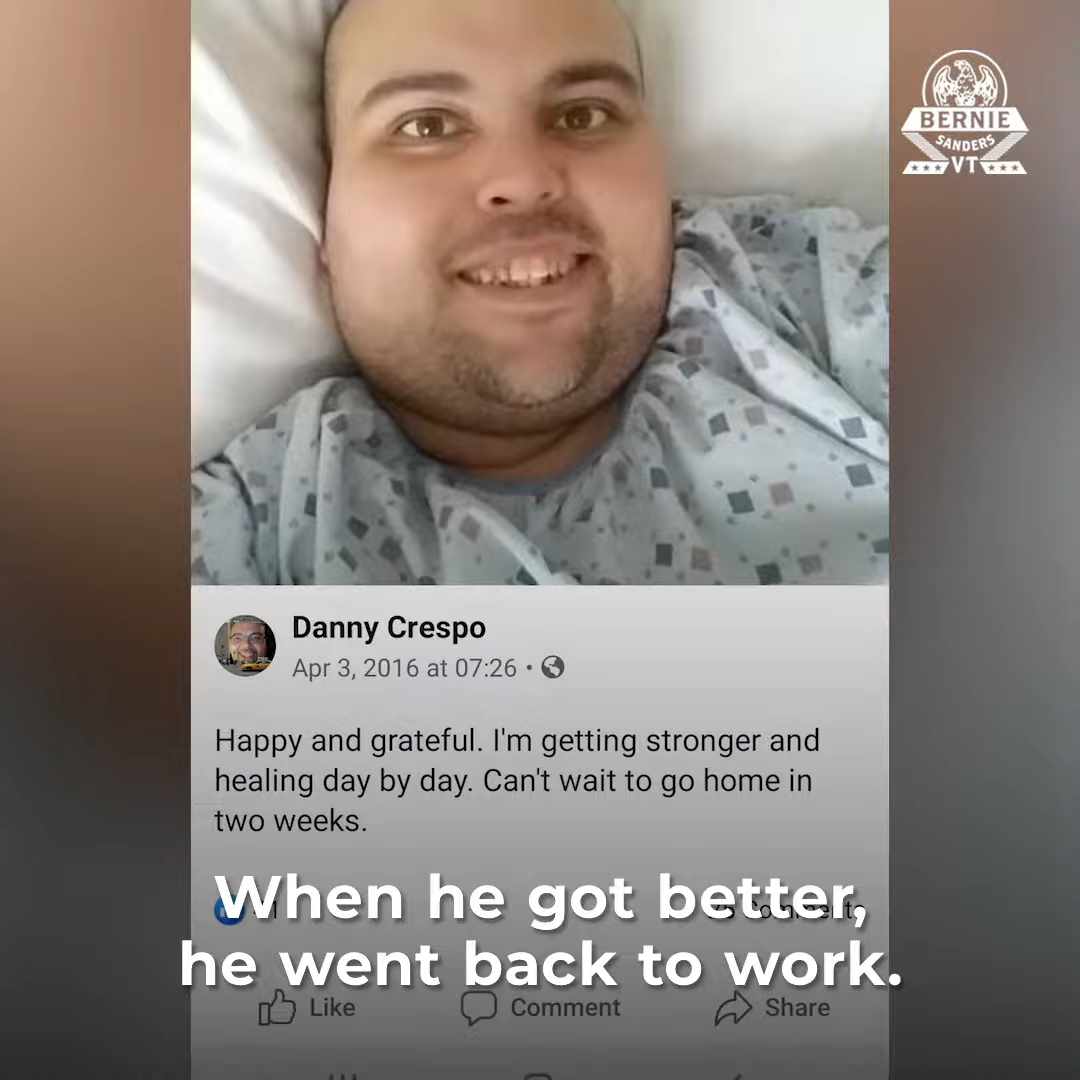 BERNIE
SANDERS
VT
Danny Crespo
Apr 3, 2016 at 07:26 •
Happy and grateful. I'm getting stronger and
healing day by day. Can't wait to go home in
two weeks.
Comments
When he got better,
he went back to work.
Like
Comment
Share